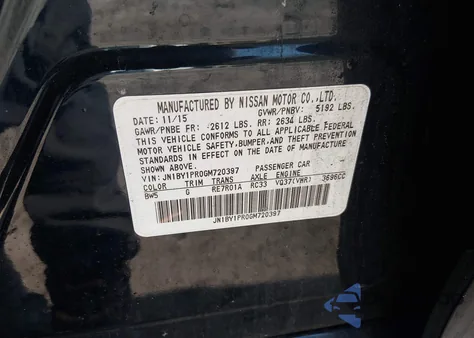 MANUFACTURED BY NISSAN MOTOR CO.,LTD.
DATE: 11/15 GVWR/PNBV: 5192 LBS.
GAWR/PNBE FR: 2612 LBS. RR: 2634 LBS.
THIS VEHICLE CONFORMS TO ALL APPLICABLE FEDERAL
MOTOR VEHICLE SAFETY,BUMPER,AND THEFT PREVENTION
STANDARDS IN EFFECT ON THE DATE OF MANUFACTURE
SHOWN ABOVE.
VIN:JN1BY1PR0GM720397 PASSENGER CAR
COLOR TRIM TRANS AXLE ENGINE
BW5 G RE7R01A RC33 VQ37(VHR) 3696CC
JN1BY1PR0GM720397